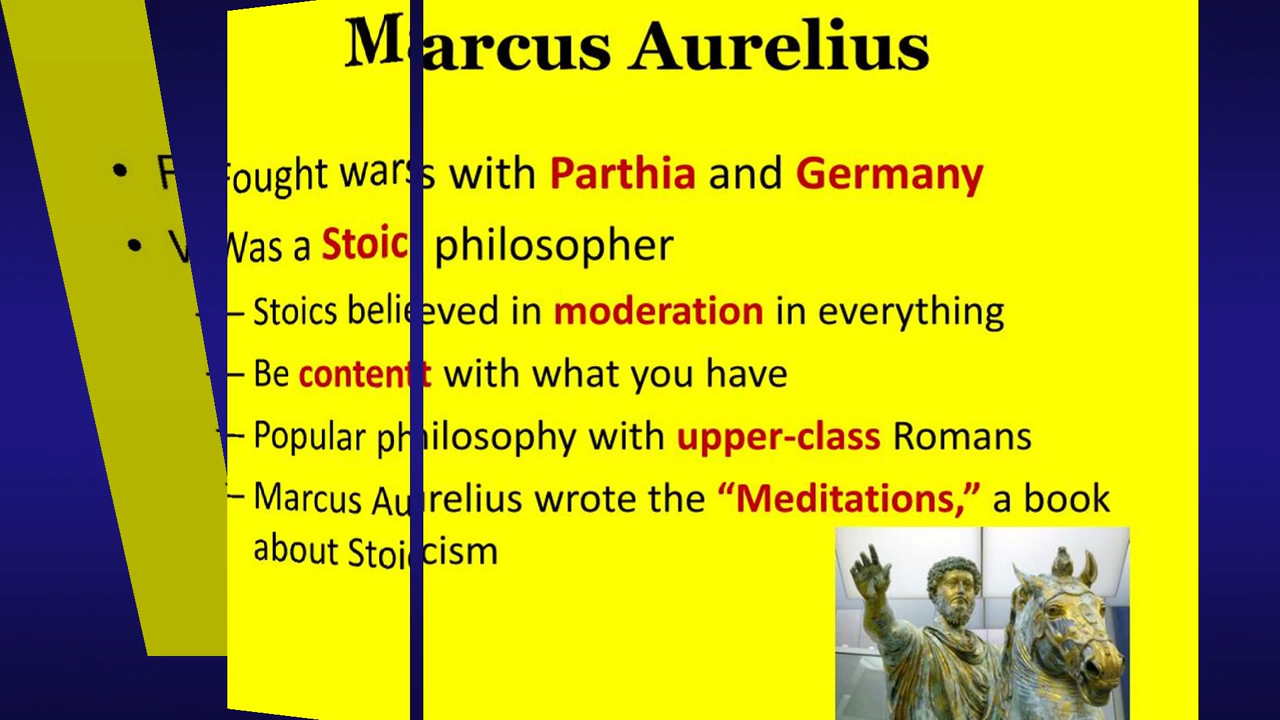 Marcus Aurelius
• Fought wars with Parthia and Germany
• Was a Stoic philosopher
– Stoics believed in moderation in everything
– Be content with what you have
– Popular philosophy with upper-class Romans
– Marcus Aurelius wrote the “Meditations,” a book
about Stoicism